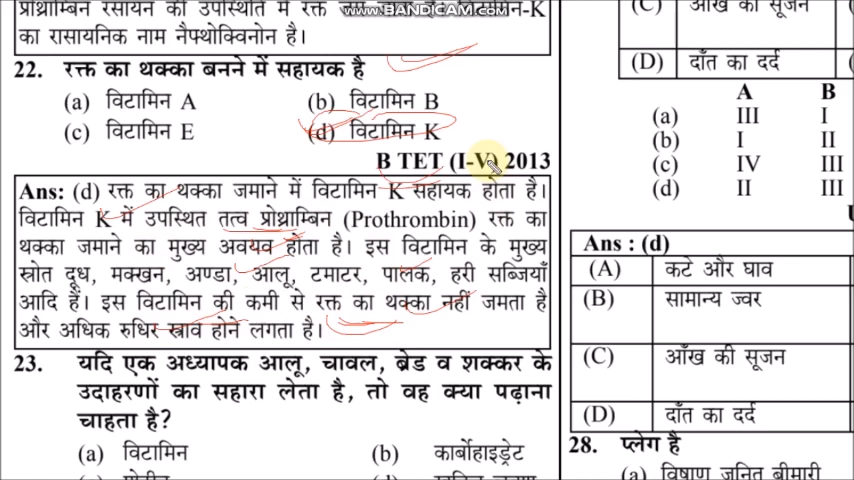 प्रोथ्राम्बिन रसायन की उपस्थिति में रक्त
WWW.BANDICAM.COM
का रासायनिक नाम नैफ्थोक्विनोन है।
22. रक्त का थक्का बनने में सहायक है
(a) विटामिन A (b) विटामिन B
(c) विटामिन E (d) विटामिन K
B TET (I-V) 2013
Ans: (d) रक्त का थक्का जमाने में विटामिन K सहायक होता है।
विटामिन K में उपस्थित तत्व प्रोथ्राम्बिन (Prothrombin) रक्त का
थक्का जमाने का मुख्य अवयव होता है। इस विटामिन के मुख्य
स्रोत दूध, मक्खन, अण्डा, आलू, टमाटर, पालक, हरी सब्जियाँ
आदि हैं। इस विटामिन की कमी से रक्त का थक्का नहीं जमता है
और अधिक रुधिर स्त्राव होने लगता है।
23. यदि एक अध्यापक आलू, चावल, ब्रेड व शक्कर के
उदाहरणों का सहारा लेता है, तो वह क्या पढ़ाना
चाहता है?
(a) विटामिन (b) कार्बोहाइड्रेट
(C) आँख की सूजन
(D) दाँत का दर्द
A B
(a) III I
(b) I II
(c) IV III
(d) II III
Ans : (d)
(A) कटे और घाव
(B) सामान्य ज्वर
(C) आँख की सूजन
(D) दाँत का दर्द
28. प्लेग है
(a) विषाणु जनित बीमारी